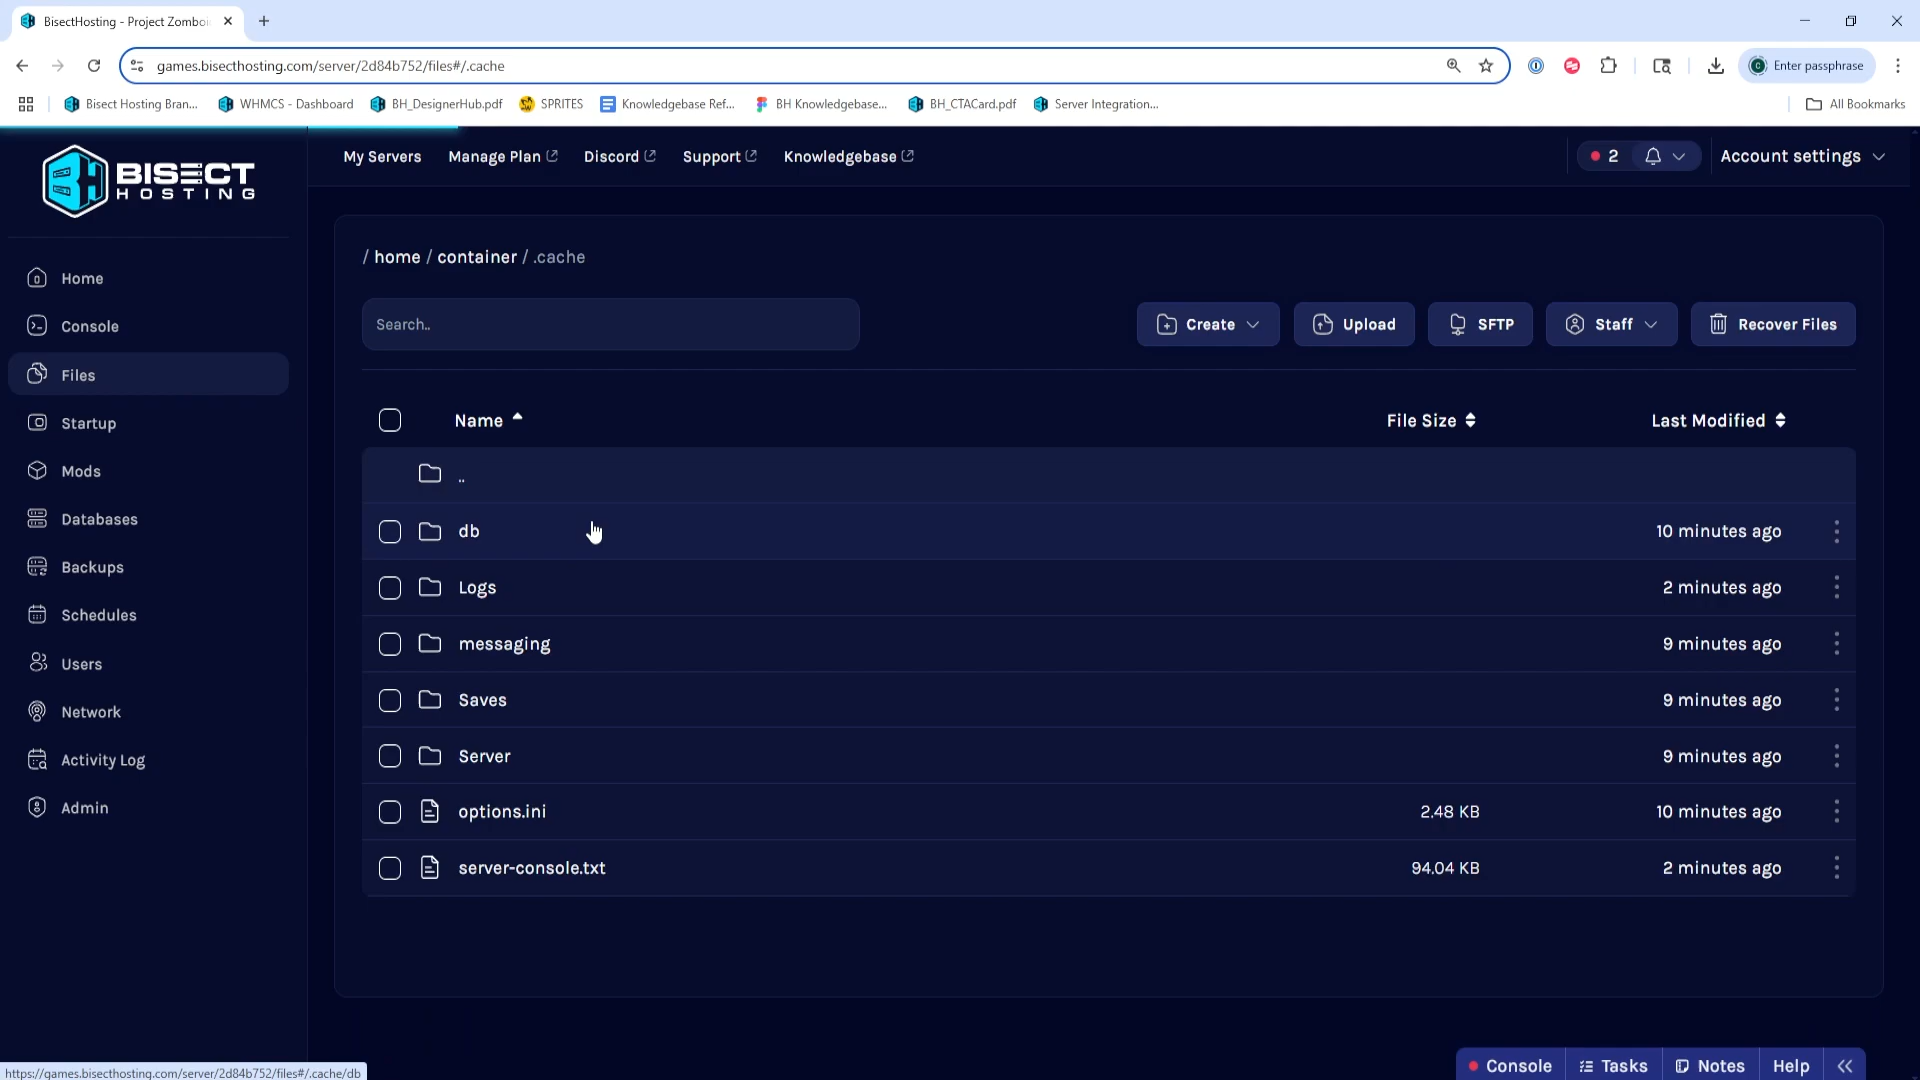 BisectHosting - Project Zomboi
games.bisecthosting.com/server/2d84b752/files#/.cache
Enter passphrase
Bisect Hosting Bran...
WHMCS - Dashboard
BH_DesignerHub.pdf
SPRITES
Knowledgebase Ref...
BH Knowledgebase...
BH_CTACard.pdf
Server Integration...
All Bookmarks
BISECT
HOSTING
My Servers
Manage Plan
Discord
Support
Knowledgebase
2
Account settings
Home
Console
Files
Startup
Mods
Databases
Backups
Schedules
Users
Network
Activity Log
Admin
/ home / container / .cache
Search..
Create
Upload
SFTP
Staff
Recover Files
Name
File Size
Last Modified
..
db
10 minutes ago
Logs
2 minutes ago
messaging
9 minutes ago
Saves
9 minutes ago
Server
9 minutes ago
options.ini
2.48 KB
10 minutes ago
server-console.txt
94.04 KB
2 minutes ago
https://games.bisecthosting.com/server/2d84b752/files#/.cache/db
Console
Tasks
Notes
Help